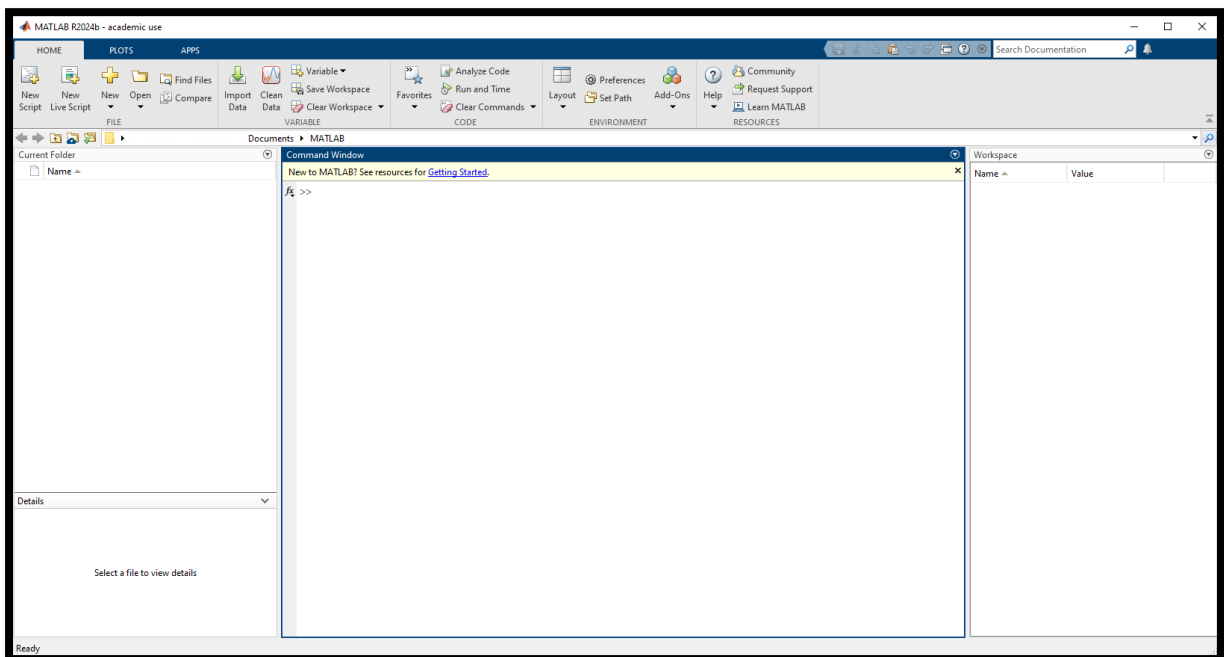 MATLAB R2024b - academic use
HOME PLOTS APPS
Search Documentation
New Script
New Live Script
New
Open
Find Files
Compare
FILE
Import Data
Clean Data
Variable
Save Workspace
Clear Workspace
VARIABLE
Favorites
Analyze Code
Run and Time
Clear Commands
CODE
Layout
Preferences
Set Path
Add-Ons
ENVIRONMENT
Help
Community
Request Support
Learn MATLAB
RESOURCES
Documents MATLAB
Current Folder
Name
Details
Select a file to view details
Command Window
New to MATLAB? See resources for Getting Started.
fx >>
Workspace
Name Value
Ready